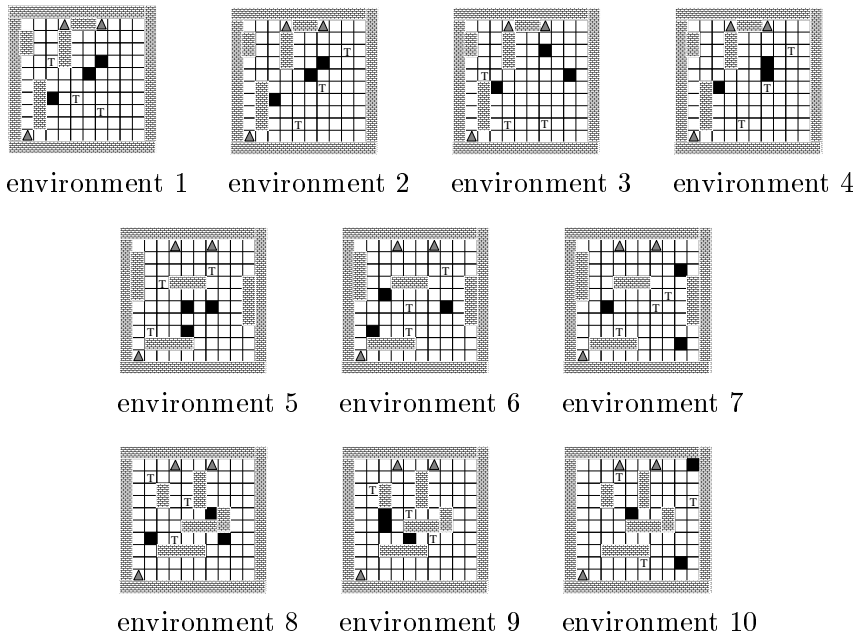 T
T
T
T
T
T
T
T T
T
T
T
environment 1 environment 2 environment 3 environment 4
T
T
T
T
T
T
T
T
T
environment 5 environment 6 environment 7
T
T
T
T
T
T
T
T
T
environment 8 environment 9 environment 10